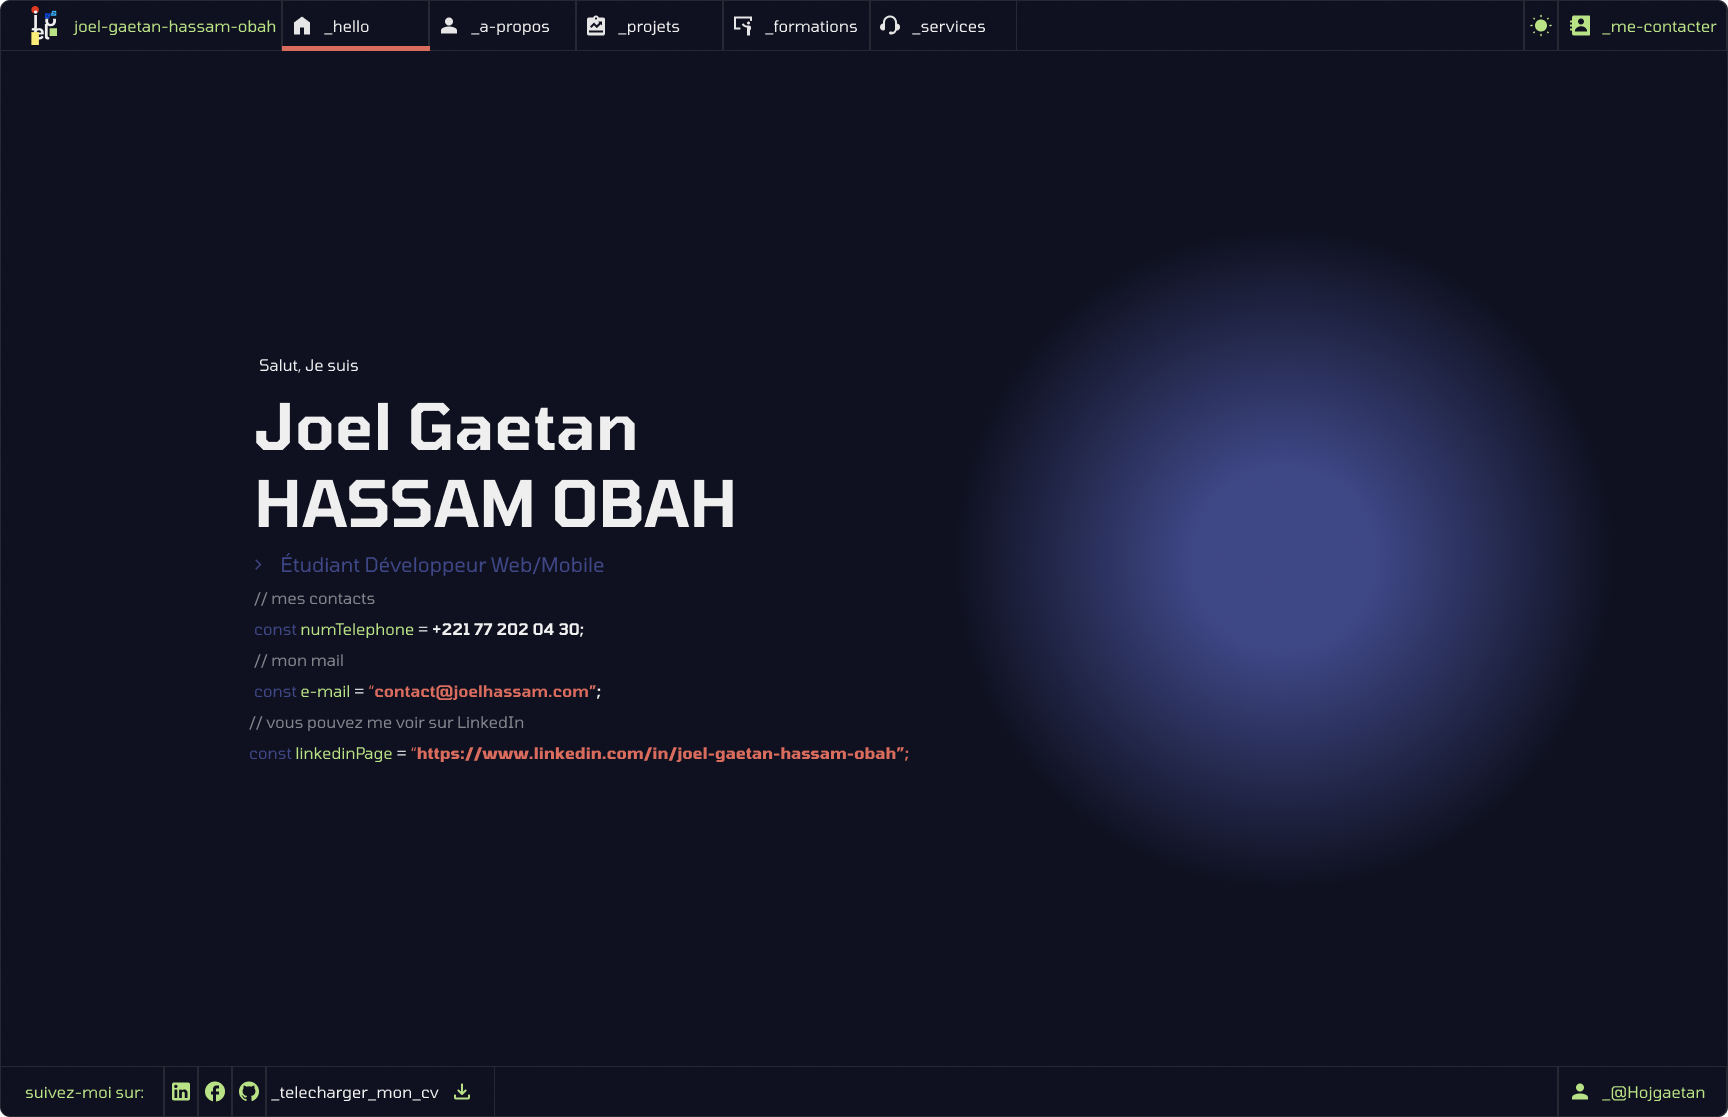 joel-gaetan-hassam-obah
_hello
_a-propos
_projets
_formations
_services
_me-contacter
Salut, Je suis
Joel Gaetan
HASSAM OBAH
> Étudiant Développeur Web/Mobile
// mes contacts
const numTelephone = +221 77 202 04 30;
// mon mail
const e-mail = “contact@joelhassam.com”;
// vous pouvez me voir sur LinkedIn
const linkedinPage = “https://www.linkedin.com/in/joel-gaetan-hassam-obah”;
suivez-moi sur:
_telecharger_mon_cv
_@Hojgaetan